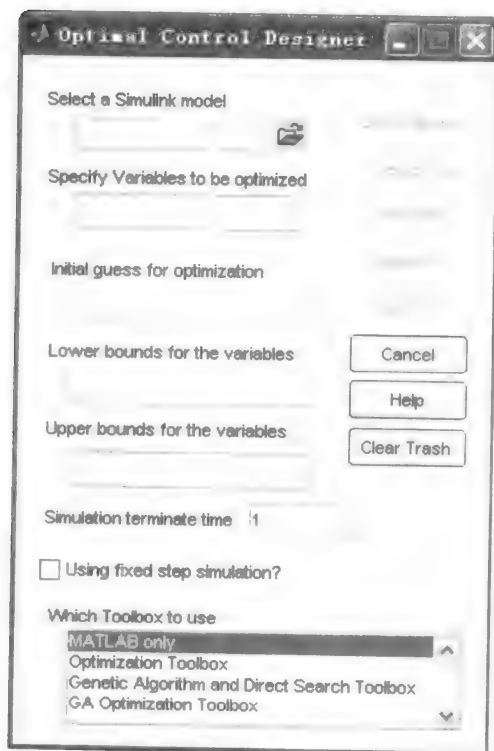 Optimal Control Designer
Select a Simulink model
Specify Variables to be optimized
Initial guess for optimization
Lower bounds for the variables
Cancel
Help
Upper bounds for the variables
Clear Trash
Simulation terminate time 1
Using fixed step simulation?
Which Toolbox to use
MATLAB only
Optimization Toolbox
Genetic Algorithm and Direct Search Toolbox
GA Optimization Toolbox